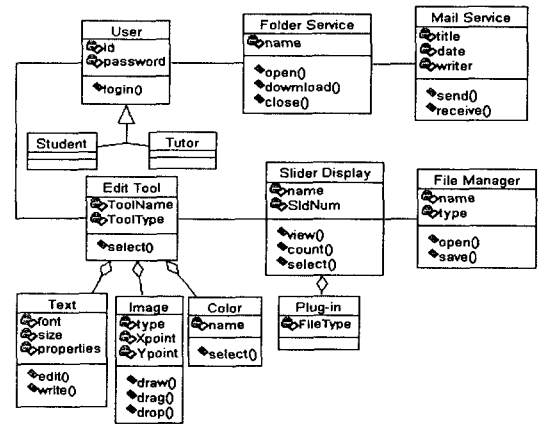 User
id
password
login()
Folder Service
name
open()
download()
close()
Mail Service
title
date
writer
send()
receive()
Student
Tutor
Edit Tool
ToolName
ToolType
select()
Slider Display
name
SldNum
view()
count()
select()
File Manager
name
type
open()
save()
Text
font
size
properties
edit()
write()
Image
type
Xpoint
Ypoint
draw()
drag()
drop()
Color
name
select()
Plug-in
FileType